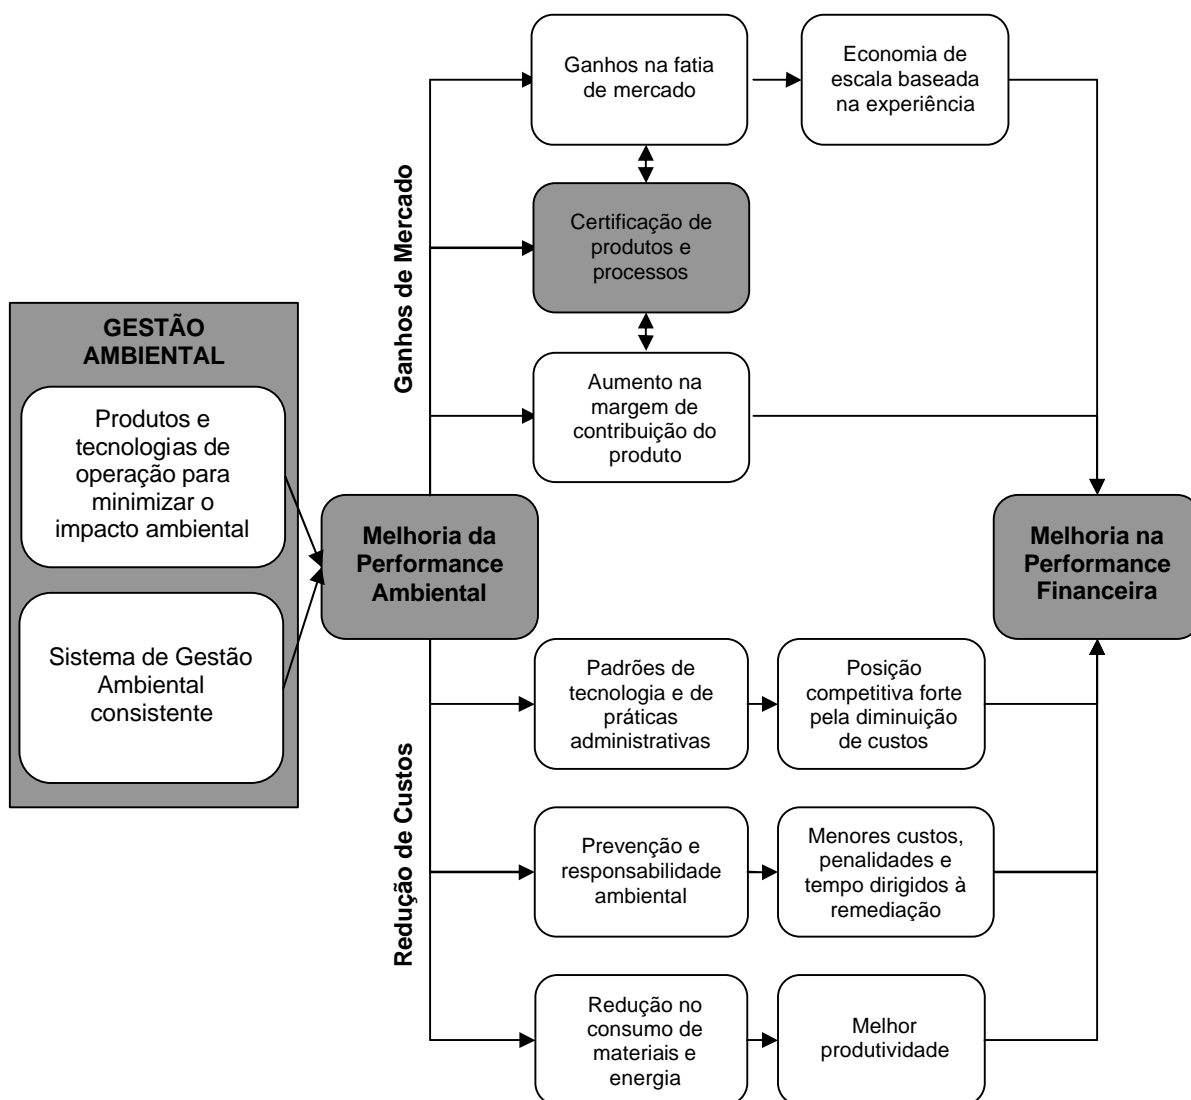 Ganhos na fatia
de mercado
Economia de
escala baseada
na experiência
Ganhos de Mercado
Certificação de
produtos e
processos
GESTÃO
AMBIENTAL
Produtos e
tecnologias de
operação para
minimizar o
impacto ambiental
Aumento na
margem de
contribuição do
produto
Melhoria da
Performance
Ambiental
Melhoria na
Performance
Financeira
Sistema de Gestão
Ambiental
consistente
Redução de Custos
Padrões de
tecnologia e de
práticas
administrativas
Posição
competitiva forte
pela diminuição
de custos
Prevenção e
responsabilidade
ambiental
Menores custos,
penalidades e
tempo dirigidos à
remediação
Redução no
consumo de
materiais e
energia
Melhor
produtividade